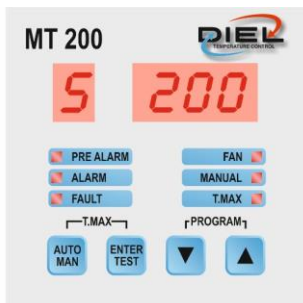 MT 200
DIEL
TEMPERATURE CONTROL
S 200
PRE ALARM FAN
ALARM MANUAL
FAULT T.MAX
T.MAX PROGRAM
AUTO MAN ENTER TEST